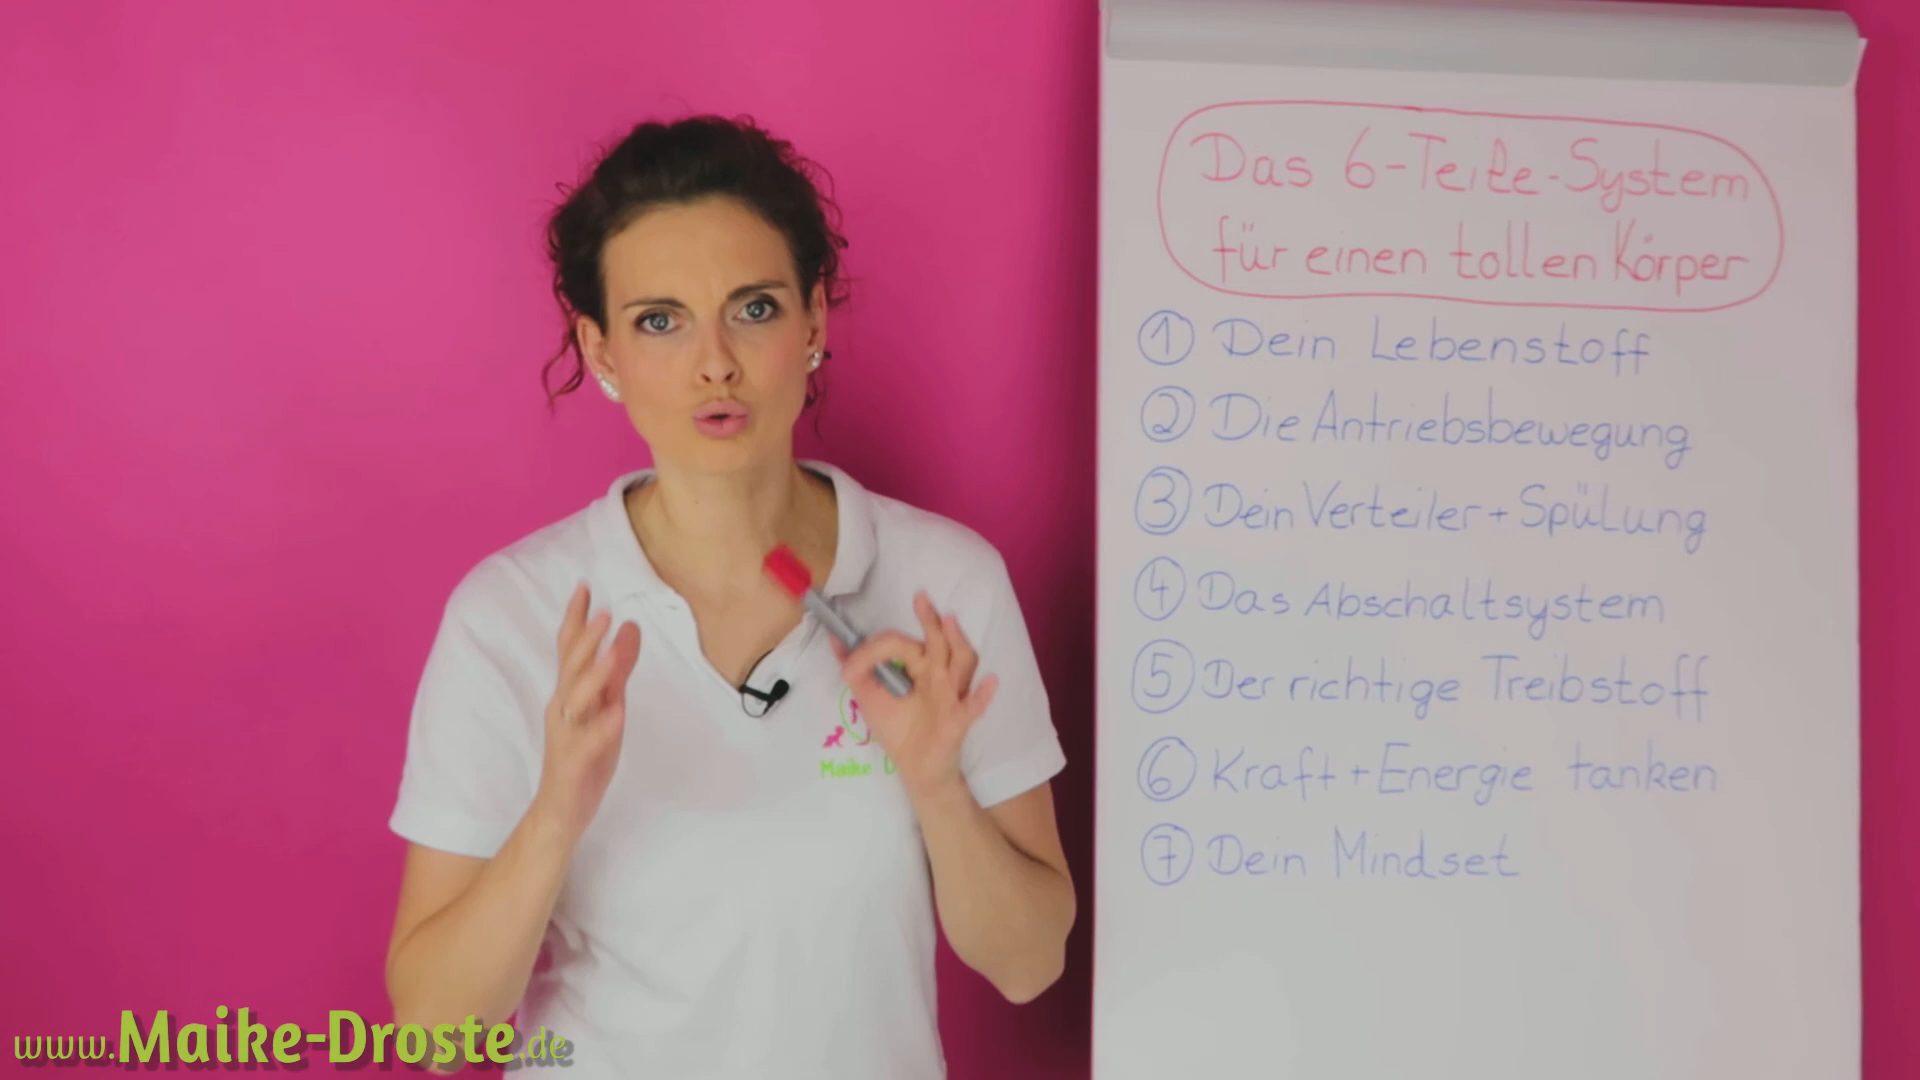 Das 6-Teile-System
für einen tollen Körper
① Dein Lebenstoff
② Die Antriebsbewegung
③ Dein Verteiler + Spülung
④ Das Abschaltsystem
⑤ Der richtige Treibstoff
⑥ Kraft + Energie tanken
⑦ Dein Mindset
Maike
www.Maike-Droste.de